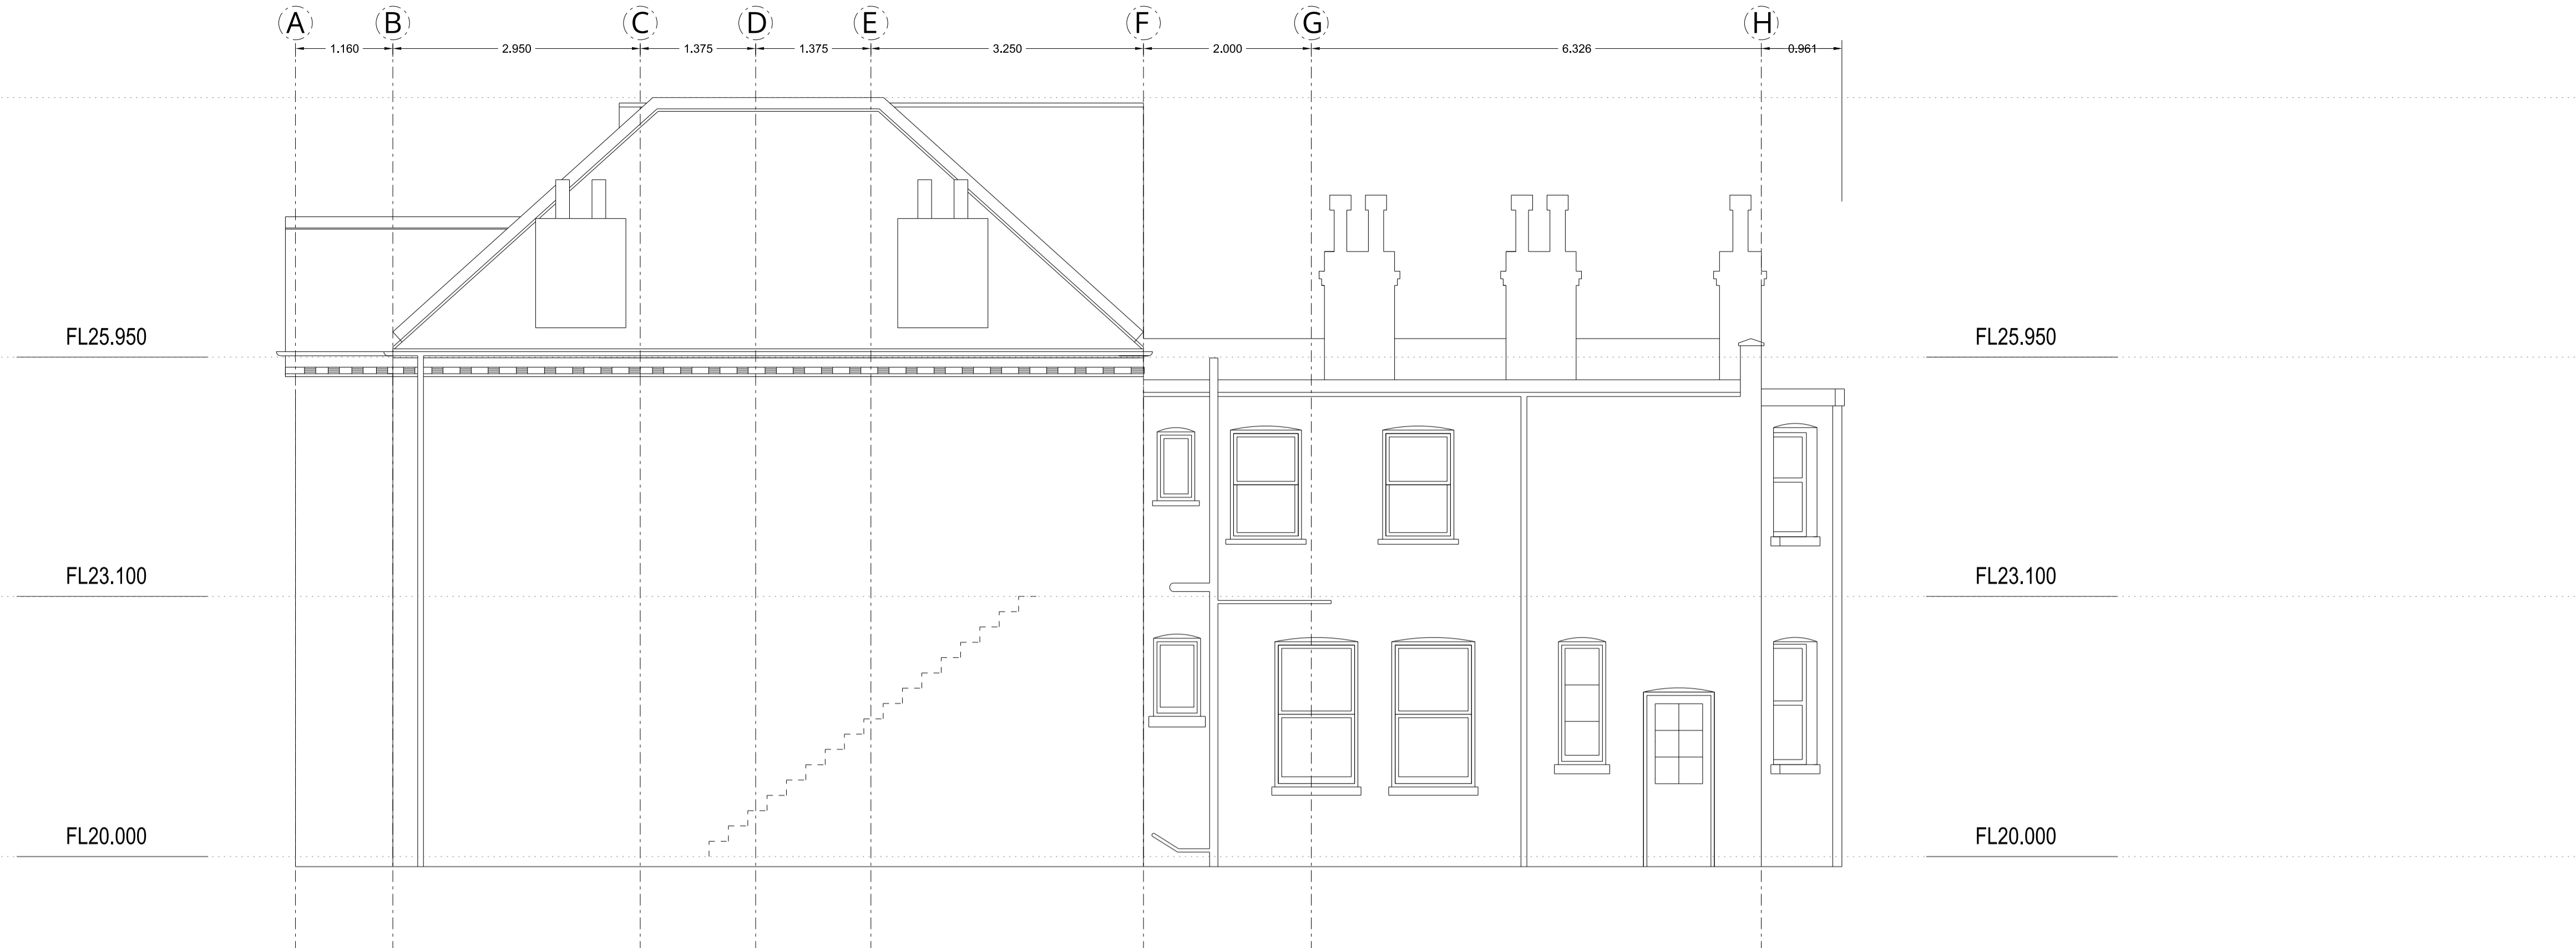 A B C D E F G H
1.160 2.950 1.375 1.375 3.250 2.000 6.326 0.961
FL25.950 FL25.950
FL23.100 FL23.100
FL20.000 FL20.000